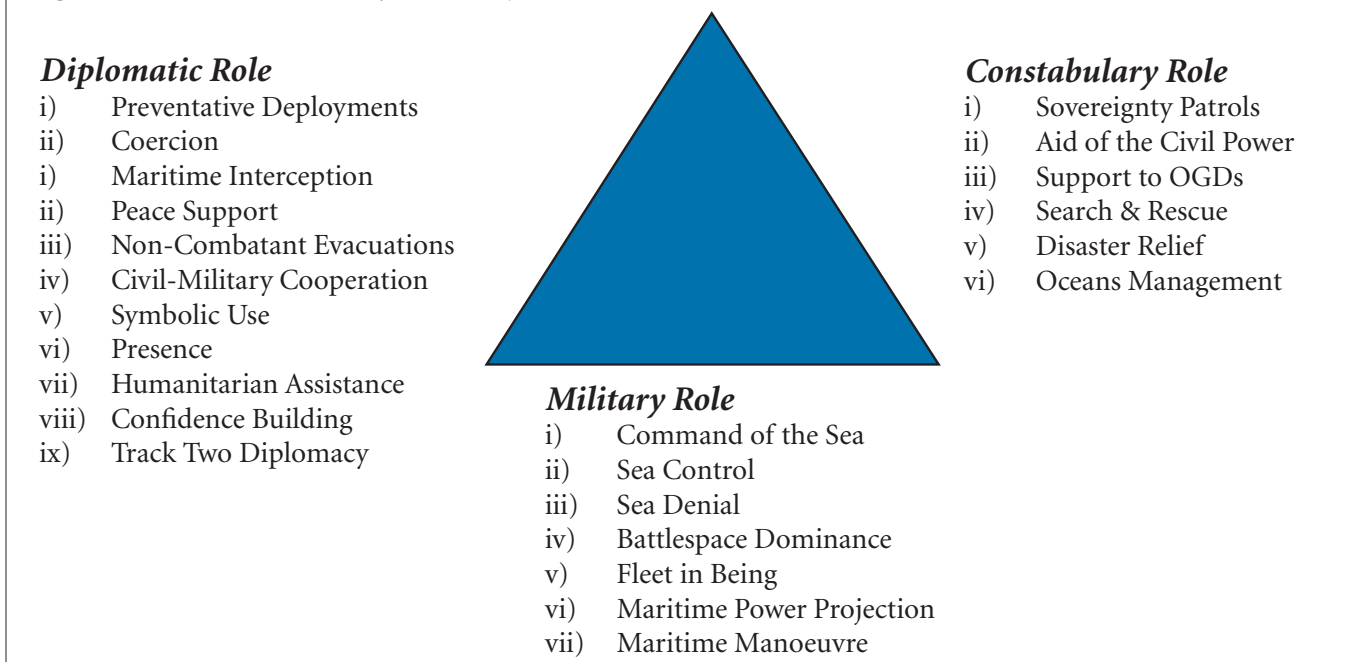 Diplomatic Role
i) Preventative Deployments
ii) Coercion
i) Maritime Interception
ii) Peace Support
iii) Non-Combatant Evacuations
iv) Civil-Military Cooperation
v) Symbolic Use
vi) Presence
vii) Humanitarian Assistance
viii) Confidence Building
ix) Track Two Diplomacy
Constabulary Role
i) Sovereignty Patrols
ii) Aid of the Civil Power
iii) Support to OGDs
iv) Search & Rescue
v) Disaster Relief
vi) Oceans Management
Military Role
i) Command of the Sea
ii) Sea Control
iii) Sea Denial
iv) Battlespace Dominance
v) Fleet in Being
vi) Maritime Power Projection
vii) Maritime Manoeuvre